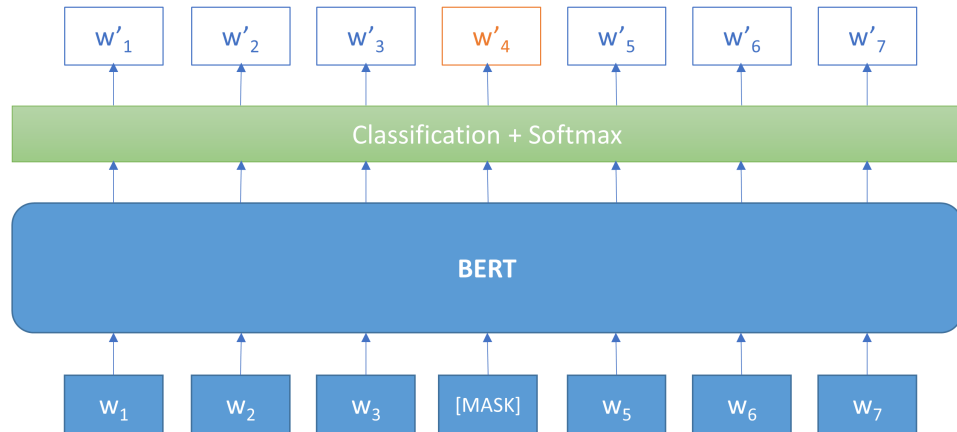 w’₁ w’₂ w’₃ w’₄ w’₅ w’₆ w’₇
Classification + Softmax
BERT
w₁ w₂ w₃ [MASK] w₅ w₆ w₇